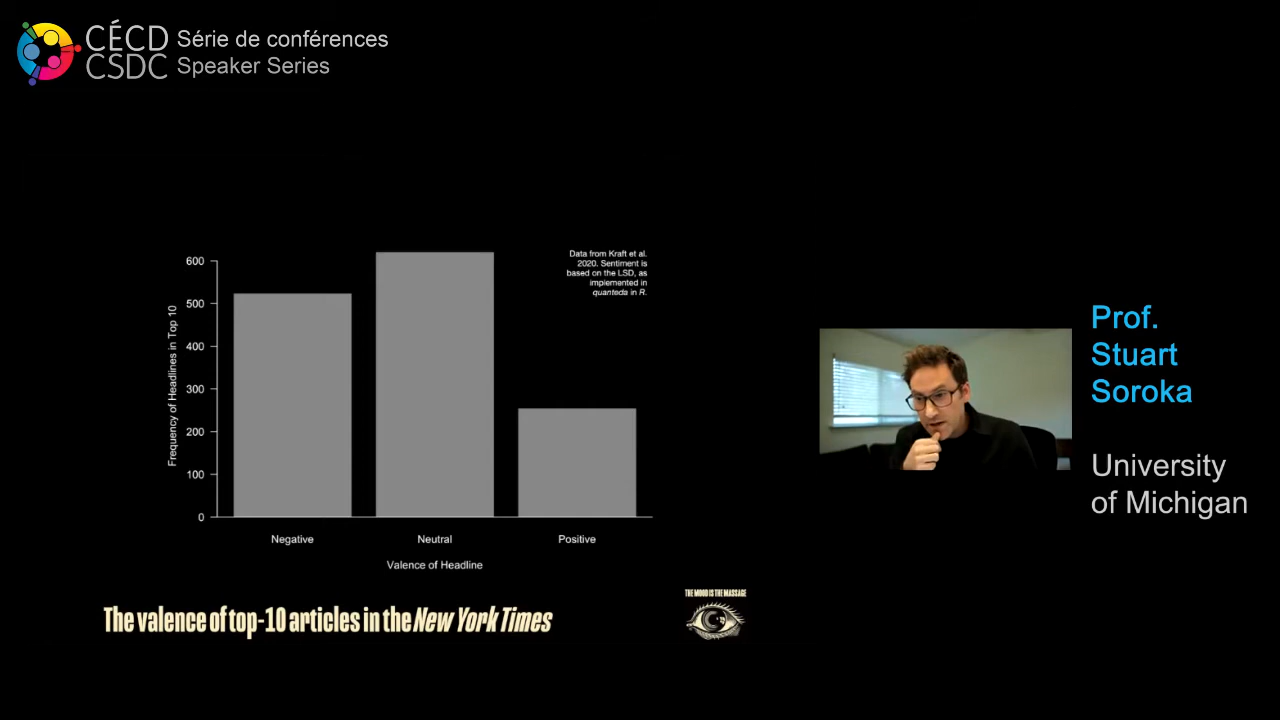 CÉCD Série de conférences
CSDC Speaker Series
Data from Kraft et al.
2020. Sentiment is
based on the LSD, as
implemented in
quanteda in R.
600
500
400
300
200
100
0
Frequency of Headlines in Top 10
Negative
Neutral
Positive
Valence of Headline
The valence of top-10 articles in the New York Times
THE MOOD IS THE MASSAGE
Prof.
Stuart
Soroka
University
of Michigan